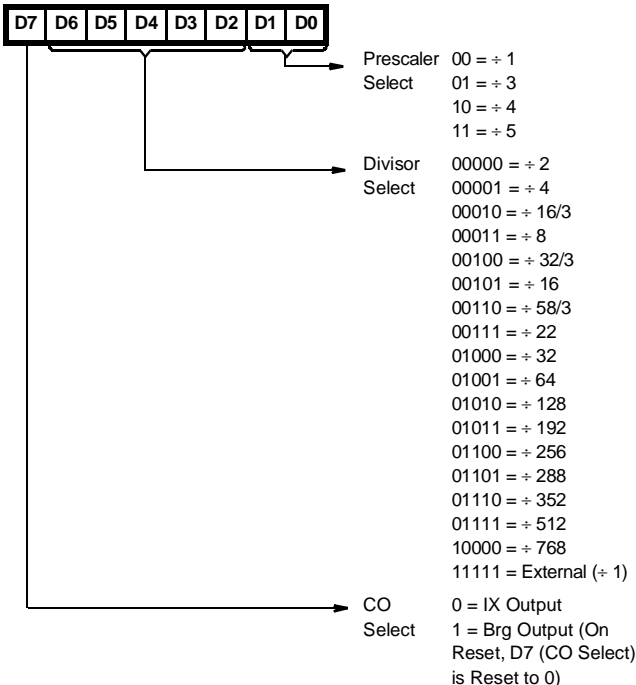 D7 D6 D5 D4 D3 D2 D1 D0
Prescaler 00 = ÷ 1
Select 01 = ÷ 3
10 = ÷ 4
11 = ÷ 5
Divisor 00000 = ÷ 2
Select 00001 = ÷ 4
00010 = ÷ 16/3
00011 = ÷ 8
00100 = ÷ 32/3
00101 = ÷ 16
00110 = ÷ 58/3
00111 = ÷ 22
01000 = ÷ 32
01001 = ÷ 64
01010 = ÷ 128
01011 = ÷ 192
01100 = ÷ 256
01101 = ÷ 288
01110 = ÷ 352
01111 = ÷ 512
10000 = ÷ 768
11111 = External (÷ 1)
CO 0 = IX Output
Select 1 = Brg Output (On
Reset, D7 (CO Select)
is Reset to 0)